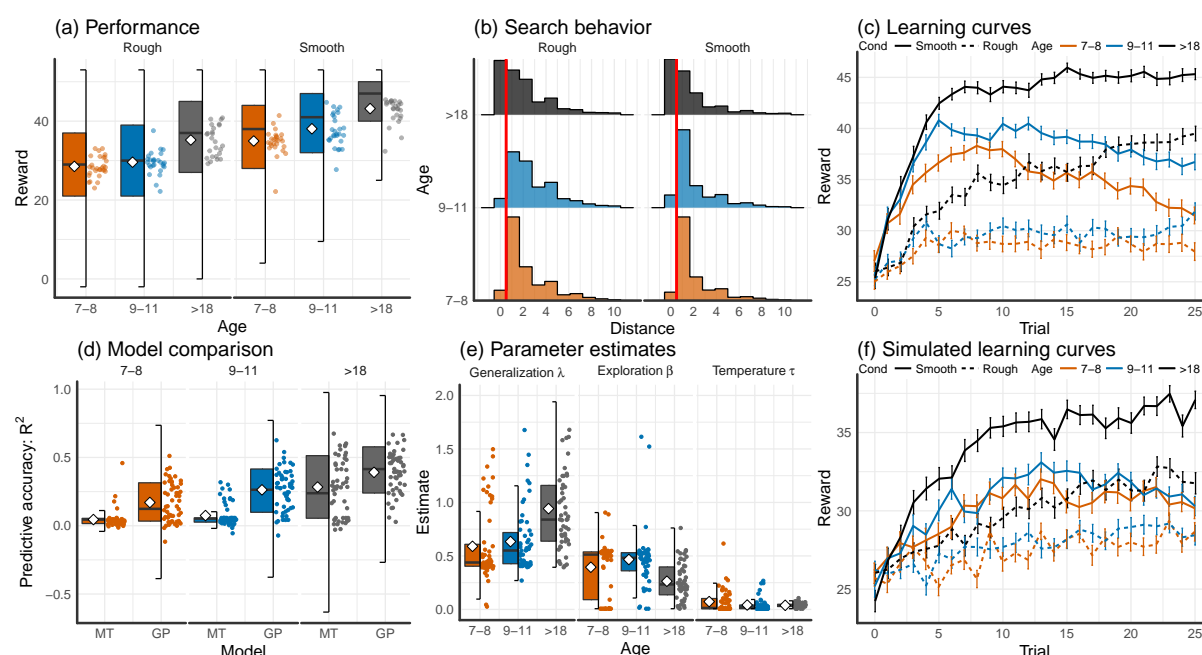 (a) Performance
Rough Smooth
Reward
40
20
0
7−8 9−11 >18 7−8 9−11 >18
Age
(b) Search behavior
Rough Smooth
Age
>18
9−11
7−8
0 2 4 6 8 10 0 2 4 6 8 10
Distance
(c) Learning curves
Cond Smooth Rough Age 7−8 9−11 >18
Reward
45
40
35
30
25
0 5 10 15 20 25
Trial
(d) Model comparison
7−8 9−11 >18
Predictive accuracy: R²
1.0
0.5
0.0
−0.5
MT GP MT GP MT GP
Model
(e) Parameter estimates
Generalization λ Exploration β Temperature τ
Estimate
2.0
1.5
1.0
0.5
0.0
7−8 9−11 >18 7−8 9−11 >18 7−8 9−11 >18
Age
(f) Simulated learning curves
Cond Smooth Rough Age 7−8 9−11 >18
Reward
35
30
25
0 5 10 15 20 25
Trial